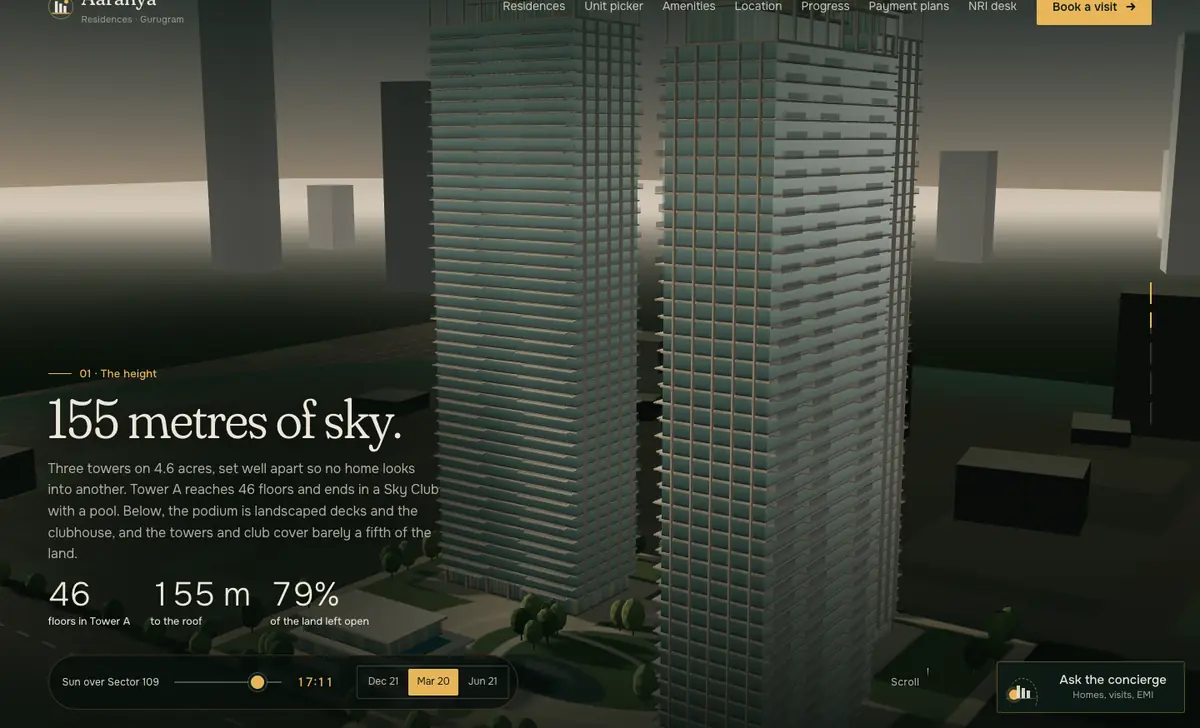 Aaranya
Residences · Gurugram
Residences
Unit picker
Amenities
Location
Progress
Payment plans
NRI desk
Book a visit →
01 · The height
155 metres of sky.
Three towers on 4.6 acres, set well apart so no home looks
into another. Tower A reaches 46 floors and ends in a Sky Club
with a pool. Below, the podium is landscaped decks and the
clubhouse, and the towers and club cover barely a fifth of the
land.
46
floors in Tower A
155 m
to the roof
79%
of the land left open
Sun over Sector 109
17:11
Dec 21
Mar 20
Jun 21
Scroll
Ask the concierge
Homes, visits, EMI